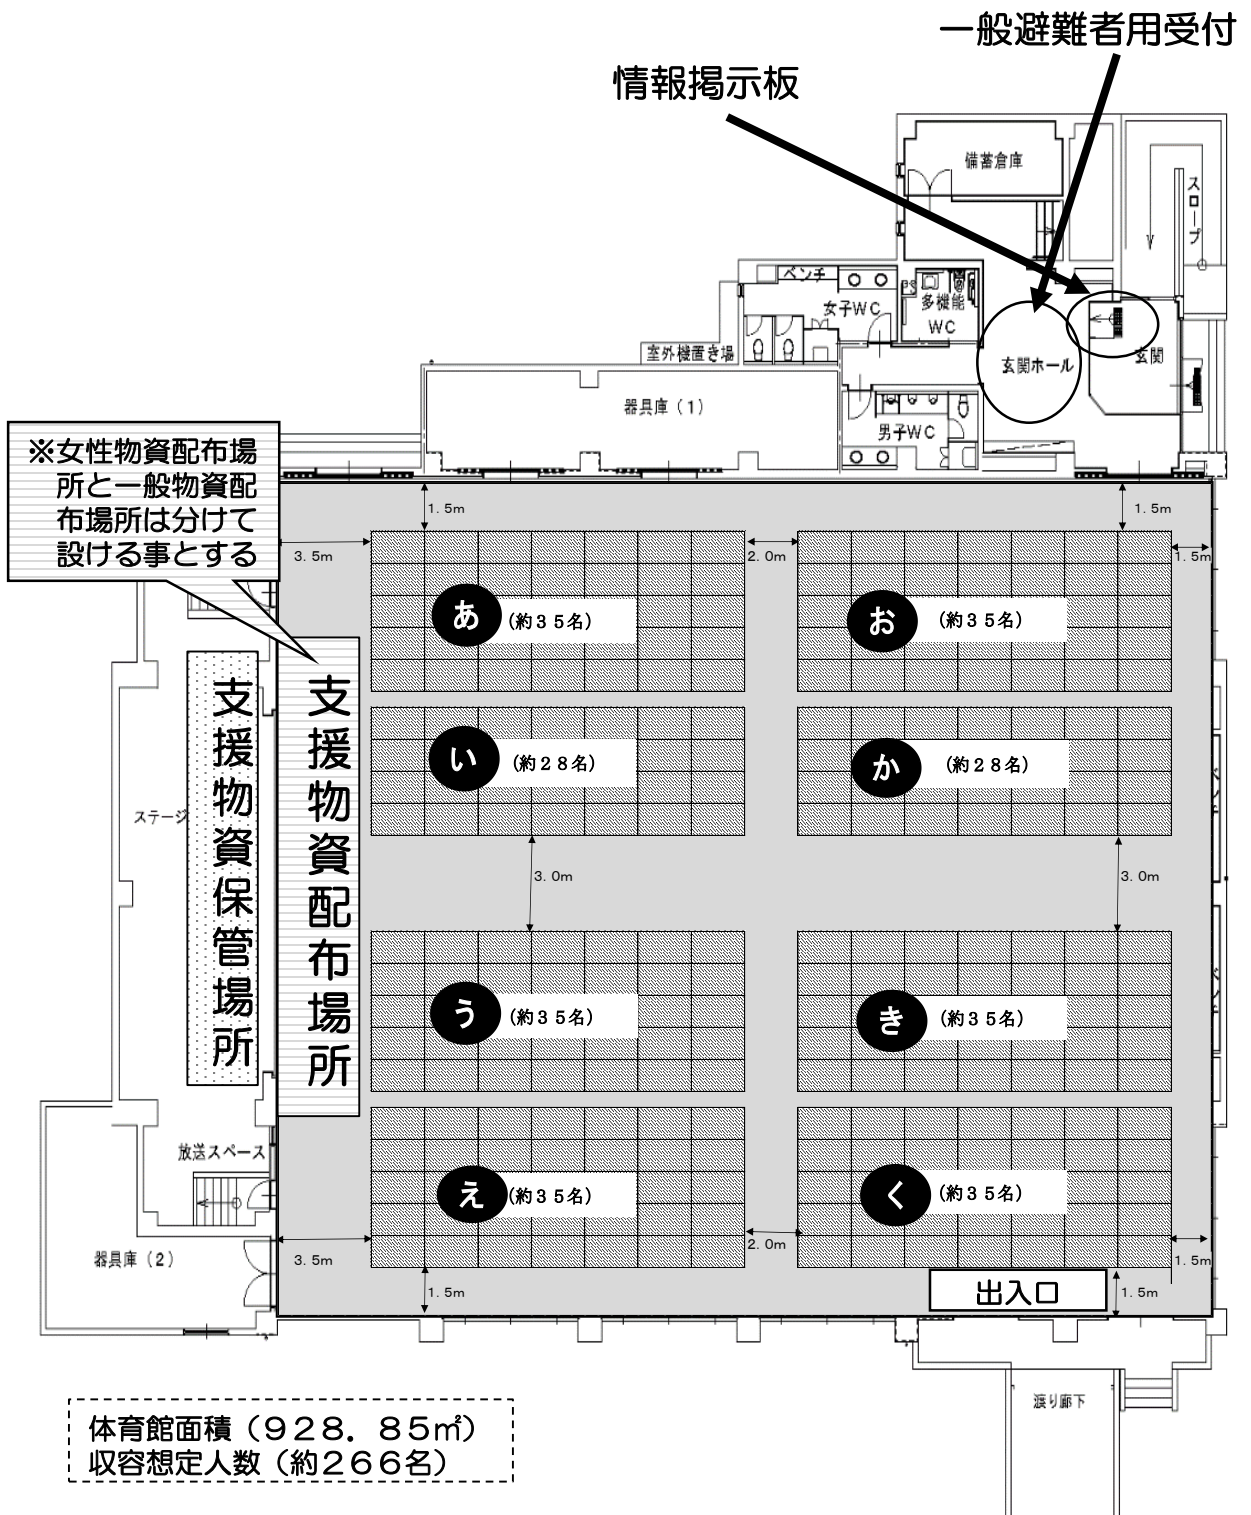 一般避難者用受付
情報掲示板
備蓄倉庫
スロープ
ベンチ
女子WC
多機能
WC
室外機置き場
玄関ホール
玄関
器具庫（１）
男子WC
※女性物資配布場
所と一般物資配
布場所は分けて
設ける事とする
1.5m
1.5m
3.5m
2.0m
1.5m
あ
(約３５名)
お
(約３５名)
い
(約２８名)
か
(約２８名)
ステージ
支援物資保管場所
支援物資配布場所
3.0m
3.0m
う
(約３５名)
き
(約３５名)
放送スペース
え
(約３５名)
く
(約３５名)
器具庫（２）
3.5m
2.0m
1.5m
1.5m
出入口
1.5m
渡り廊下
体育館面積（９２８．８５㎡）
収容想定人数（約２６６名）